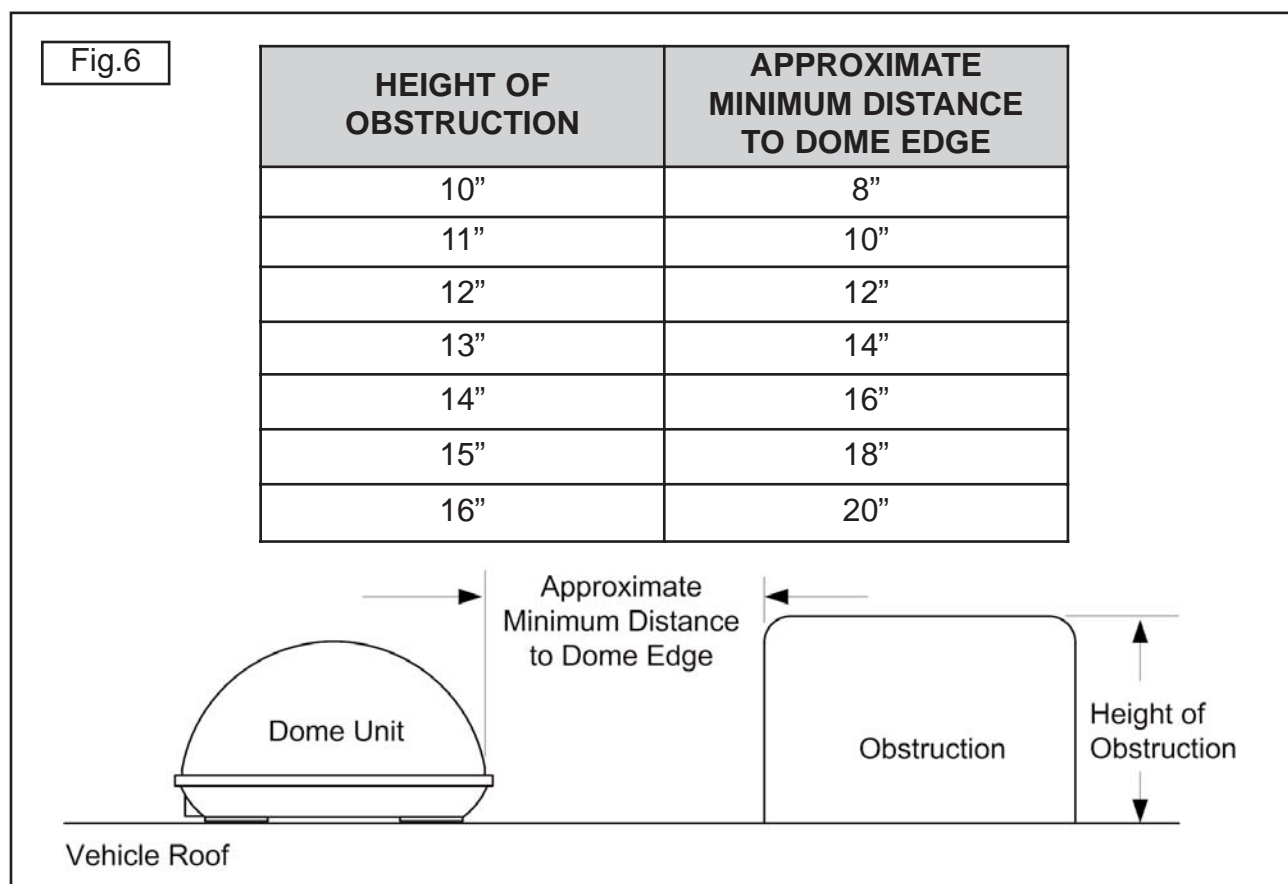 Fig.6
HEIGHT OF
OBSTRUCTION
APPROXIMATE
MINIMUM DISTANCE
TO DOME EDGE
10” 8”
11” 10”
12” 12”
13” 14”
14” 16”
15” 18”
16” 20”
Approximate
Minimum Distance
to Dome Edge
Dome Unit
Obstruction
Height of
Obstruction
Vehicle Roof